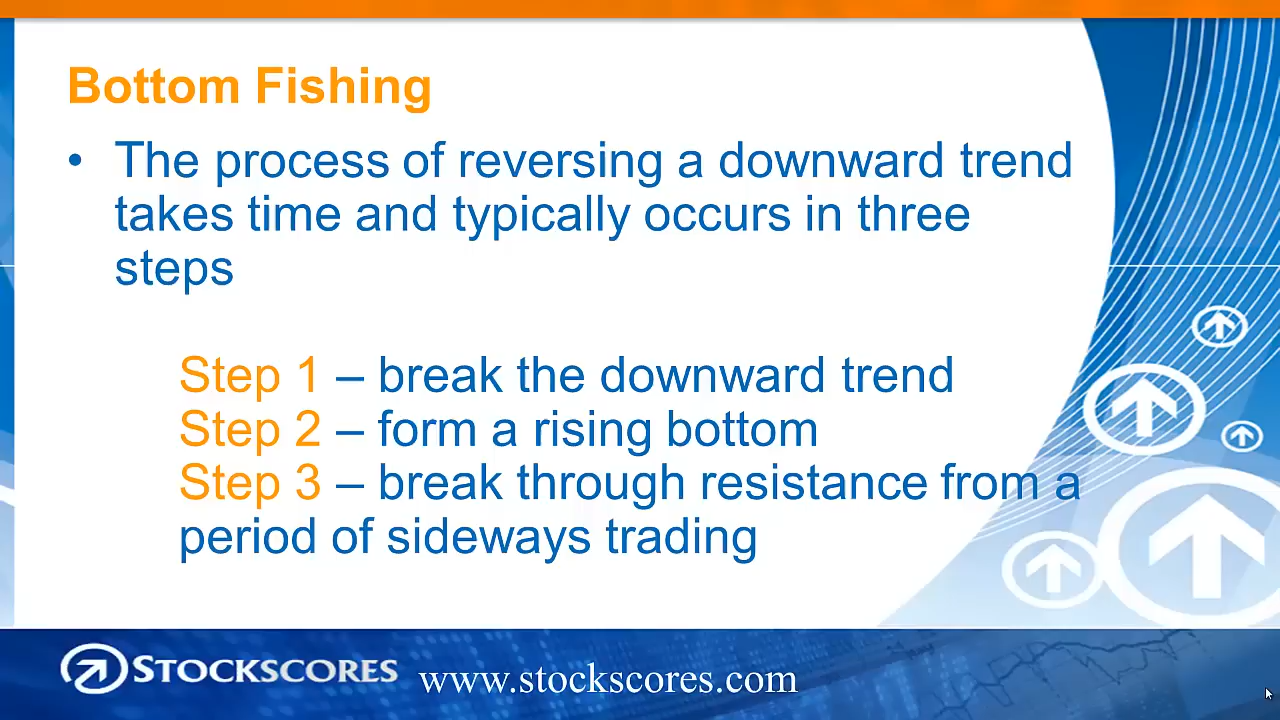 Bottom Fishing
• The process of reversing a downward trend
takes time and typically occurs in three
steps
Step 1 – break the downward trend
Step 2 – form a rising bottom
Step 3 – break through resistance from a
period of sideways trading
STOCKSCORES www.stockscores.com